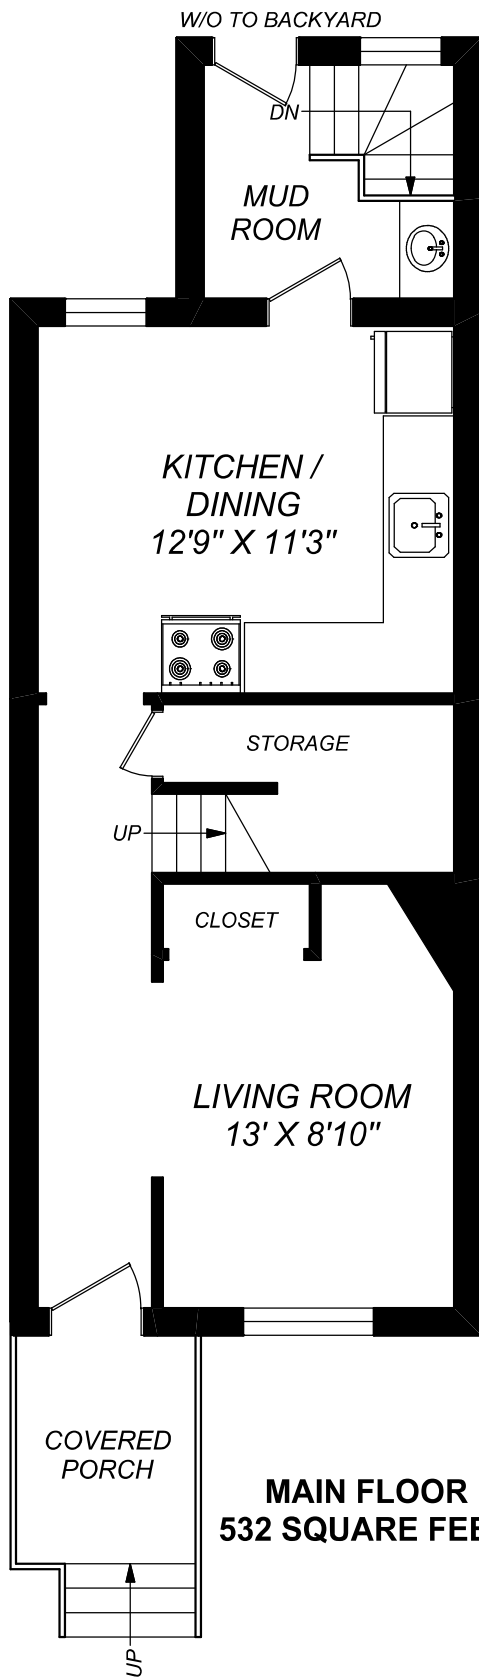 W/O TO BACKYARD
DN
MUD
ROOM
KITCHEN /
DINING
12'9" X 11'3"
STORAGE
UP
CLOSET
LIVING ROOM
13' X 8'10"
COVERED
PORCH
MAIN FLOOR
532 SQUARE FEE
UP